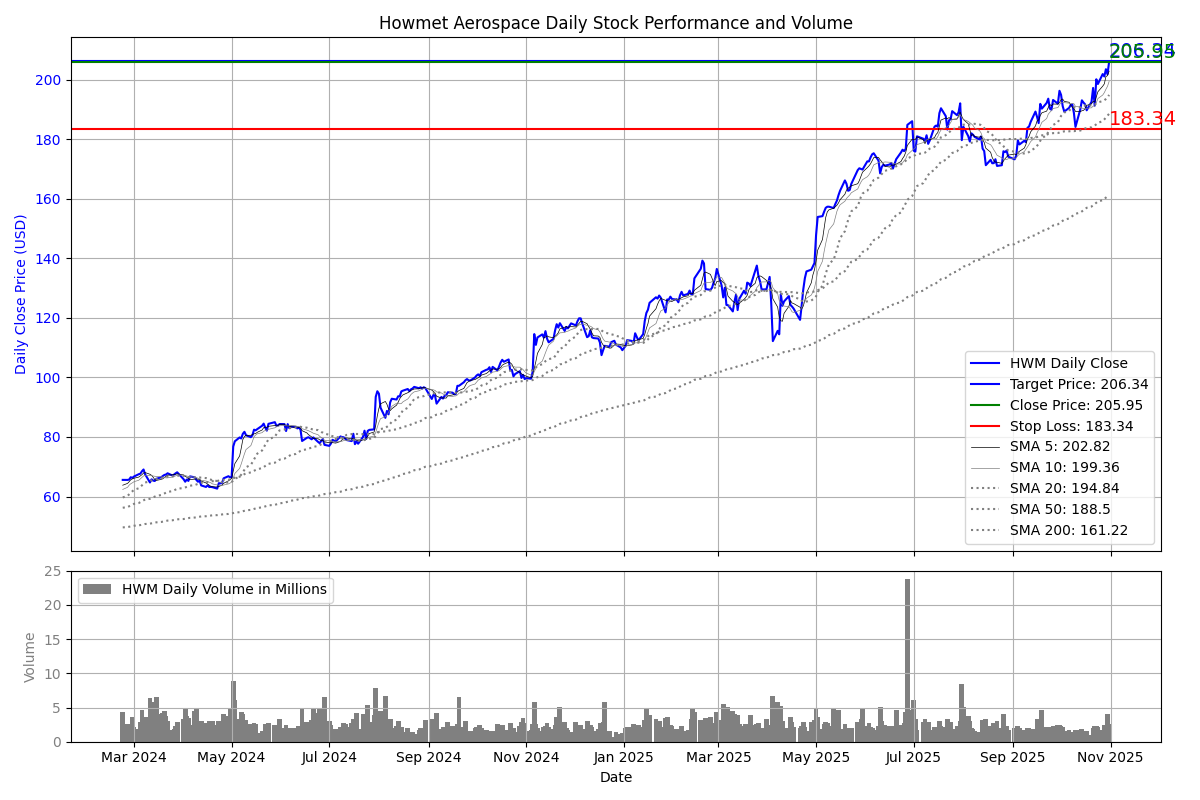 Howmet Aerospace Daily Stock Performance and Volume
206.34
205.95
183.34
200
180
160
140
120
100
80
60
Daily Close Price (USD)
HWM Daily Close
Target Price: 206.34
Close Price: 205.95
Stop Loss: 183.34
SMA 5: 202.82
SMA 10: 199.36
SMA 20: 194.84
SMA 50: 188.5
SMA 200: 161.22
25
20
15
10
5
0
Volume
HWM Daily Volume in Millions
Mar 2024 May 2024 Jul 2024 Sep 2024 Nov 2024 Jan 2025 Mar 2025 May 2025 Jul 2025 Sep 2025 Nov 2025
Date